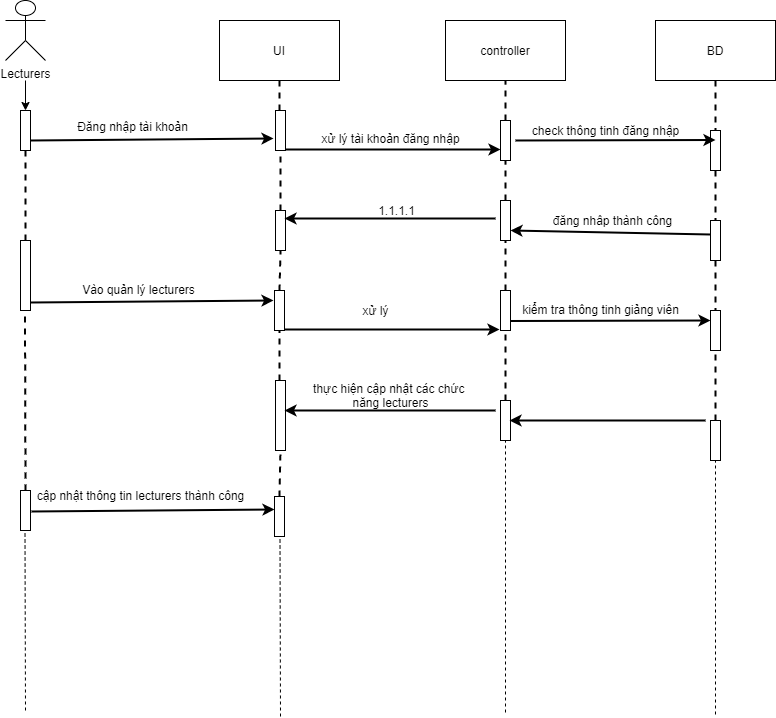 UI
controller
BD
Lecturers
Đăng nhập tài khoản
xử lý tài khoản đăng nhập
check thông tinh đăng nhập
1.1.1.1
đăng nhâp thành công
Vào quản lý lecturers
xử lý
kiểm tra thông tinh giảng viên
thực hiện cập nhật các chức
năng lecturers
cập nhật thông tin lecturers thành công